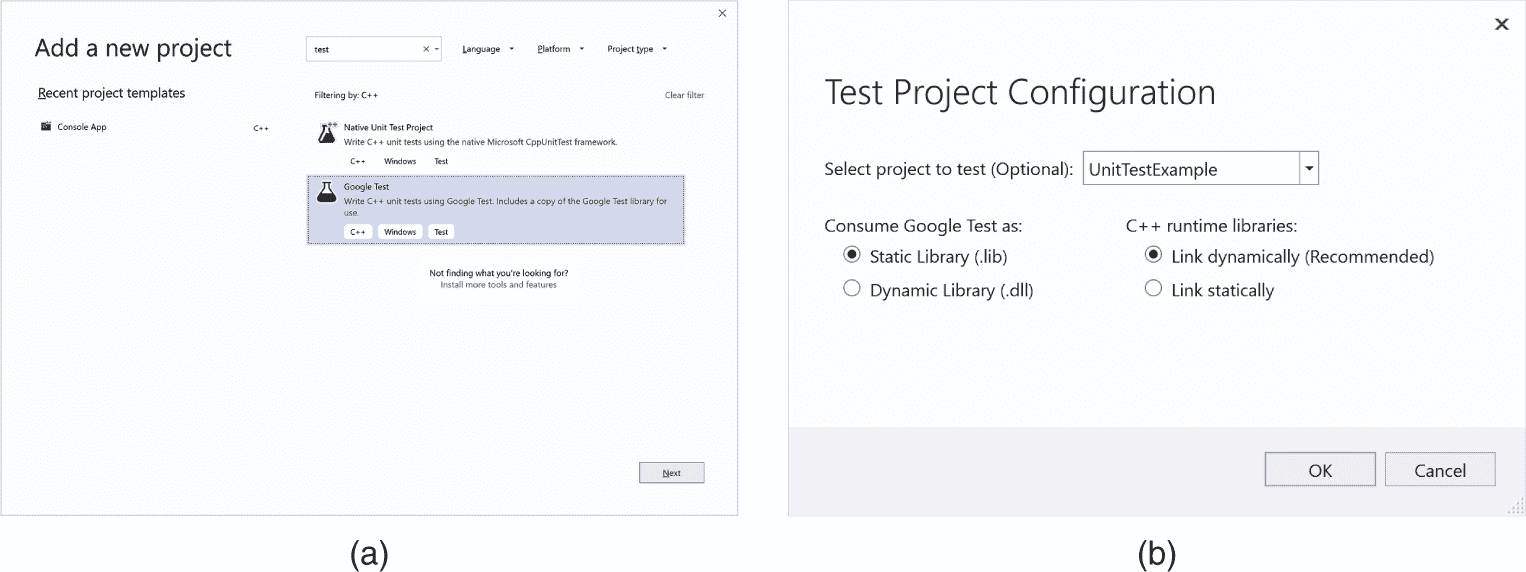 Add a new project
test
Language
Platform
Project type
Recent project templates
Filtering by: C++
Clear filter
Console App
C++
Native Unit Test Project
Write C++ unit tests using the native Microsoft CppUnitTest framework.
C++ Windows Test
Google Test
Write C++ unit tests using Google Test. Includes a copy of the Google Test library for
use.
C++ Windows Test
Not finding what you're looking for?
Install more tools and features
Next
(a)
Test Project Configuration
Select project to test (Optional): UnitTestExample
Consume Google Test as:
Static Library (.lib)
Dynamic Library (.dll)
C++ runtime libraries:
Link dynamically (Recommended)
Link statically
OK
Cancel
(b)